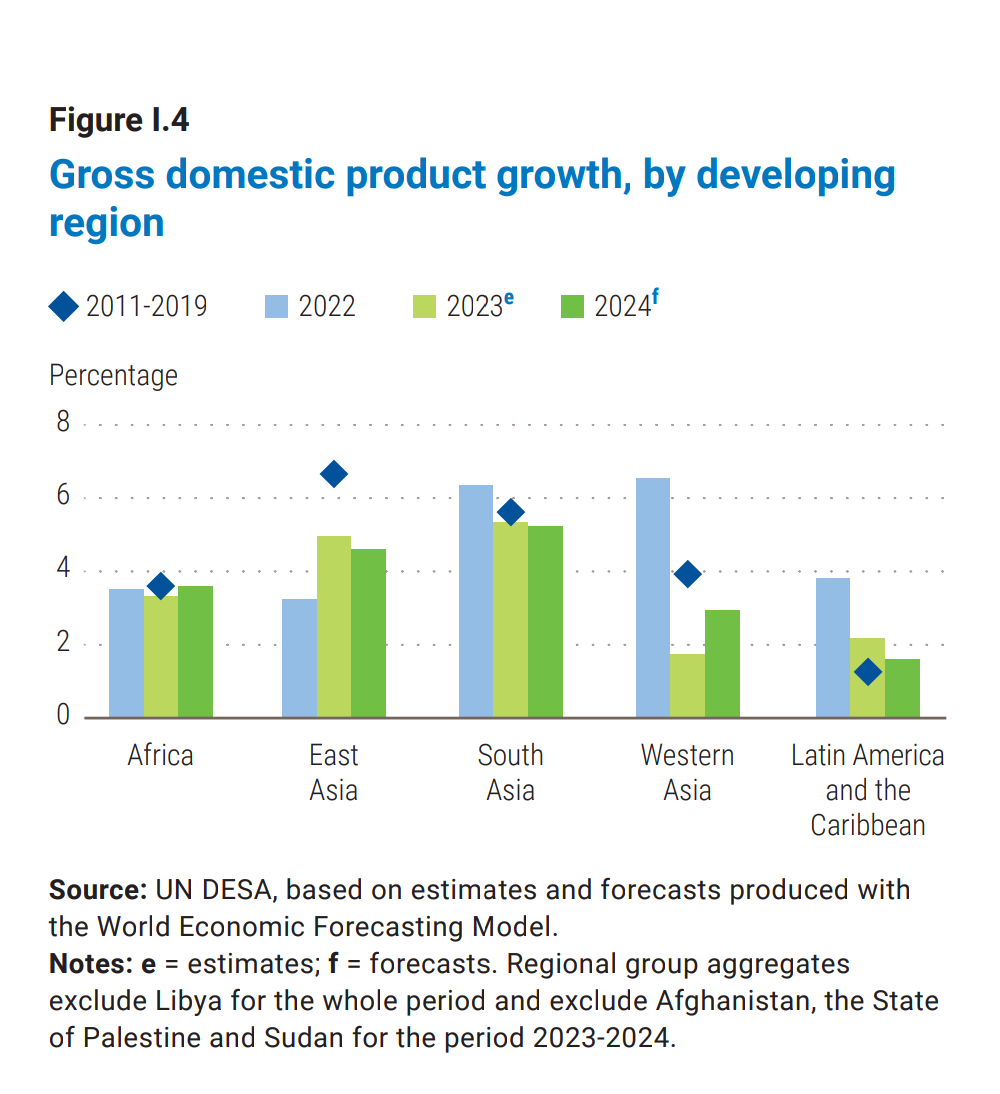 Figure I.4
Gross domestic product growth, by developing
region
2011-2019 2022 2023e 2024f
Percentage
8
6
4
2
0
Africa East South Western Latin America
Asia Asia Asia and the
Caribbean
Source: UN DESA, based on estimates and forecasts produced with
the World Economic Forecasting Model.
Notes: e = estimates; f = forecasts. Regional group aggregates
exclude Libya for the whole period and exclude Afghanistan, the State
of Palestine and Sudan for the period 2023-2024.